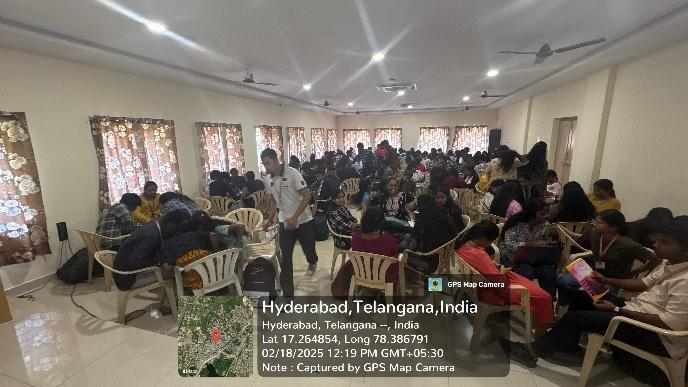 GPS Map Camera
Hyderabad,Telangana,India
Hyderabad, Telangana --, India
Lat 17.264854, Long 78.386791
02/18/2025 12:19 PM GMT+05:30
Note : Captured by GPS Map Camera